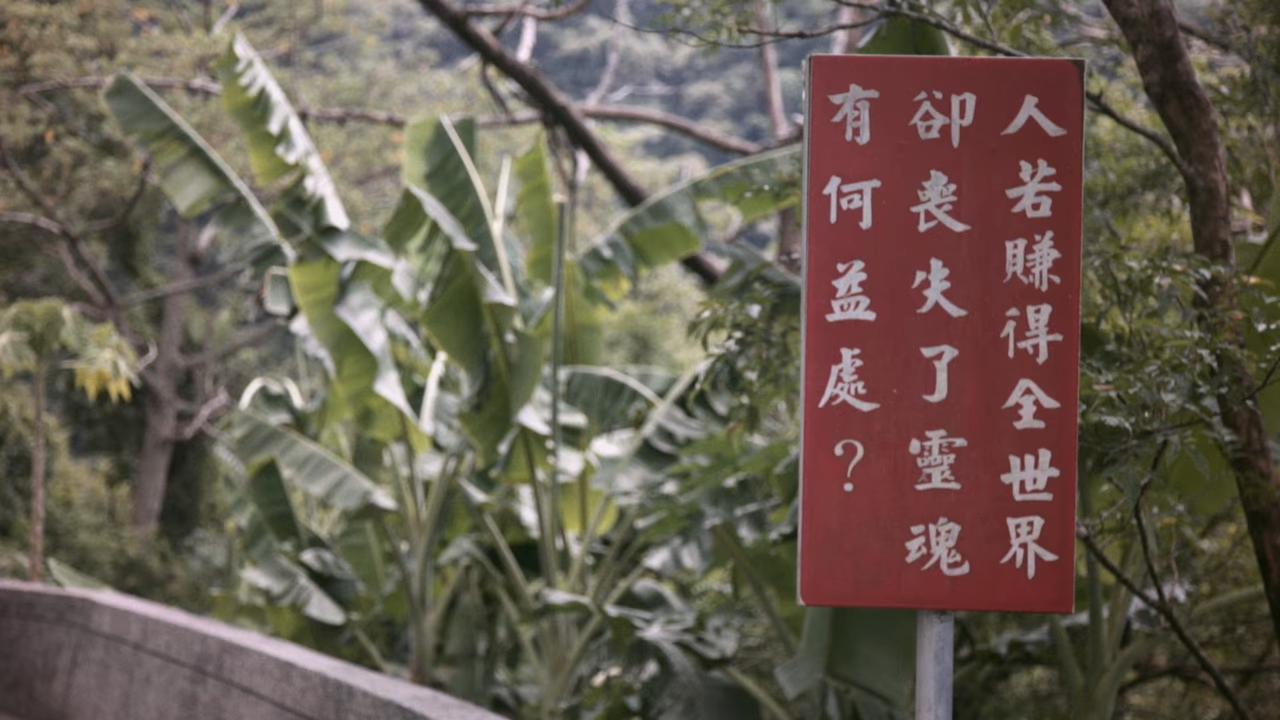 人若賺得全世界
卻喪失了靈魂
有何益處？